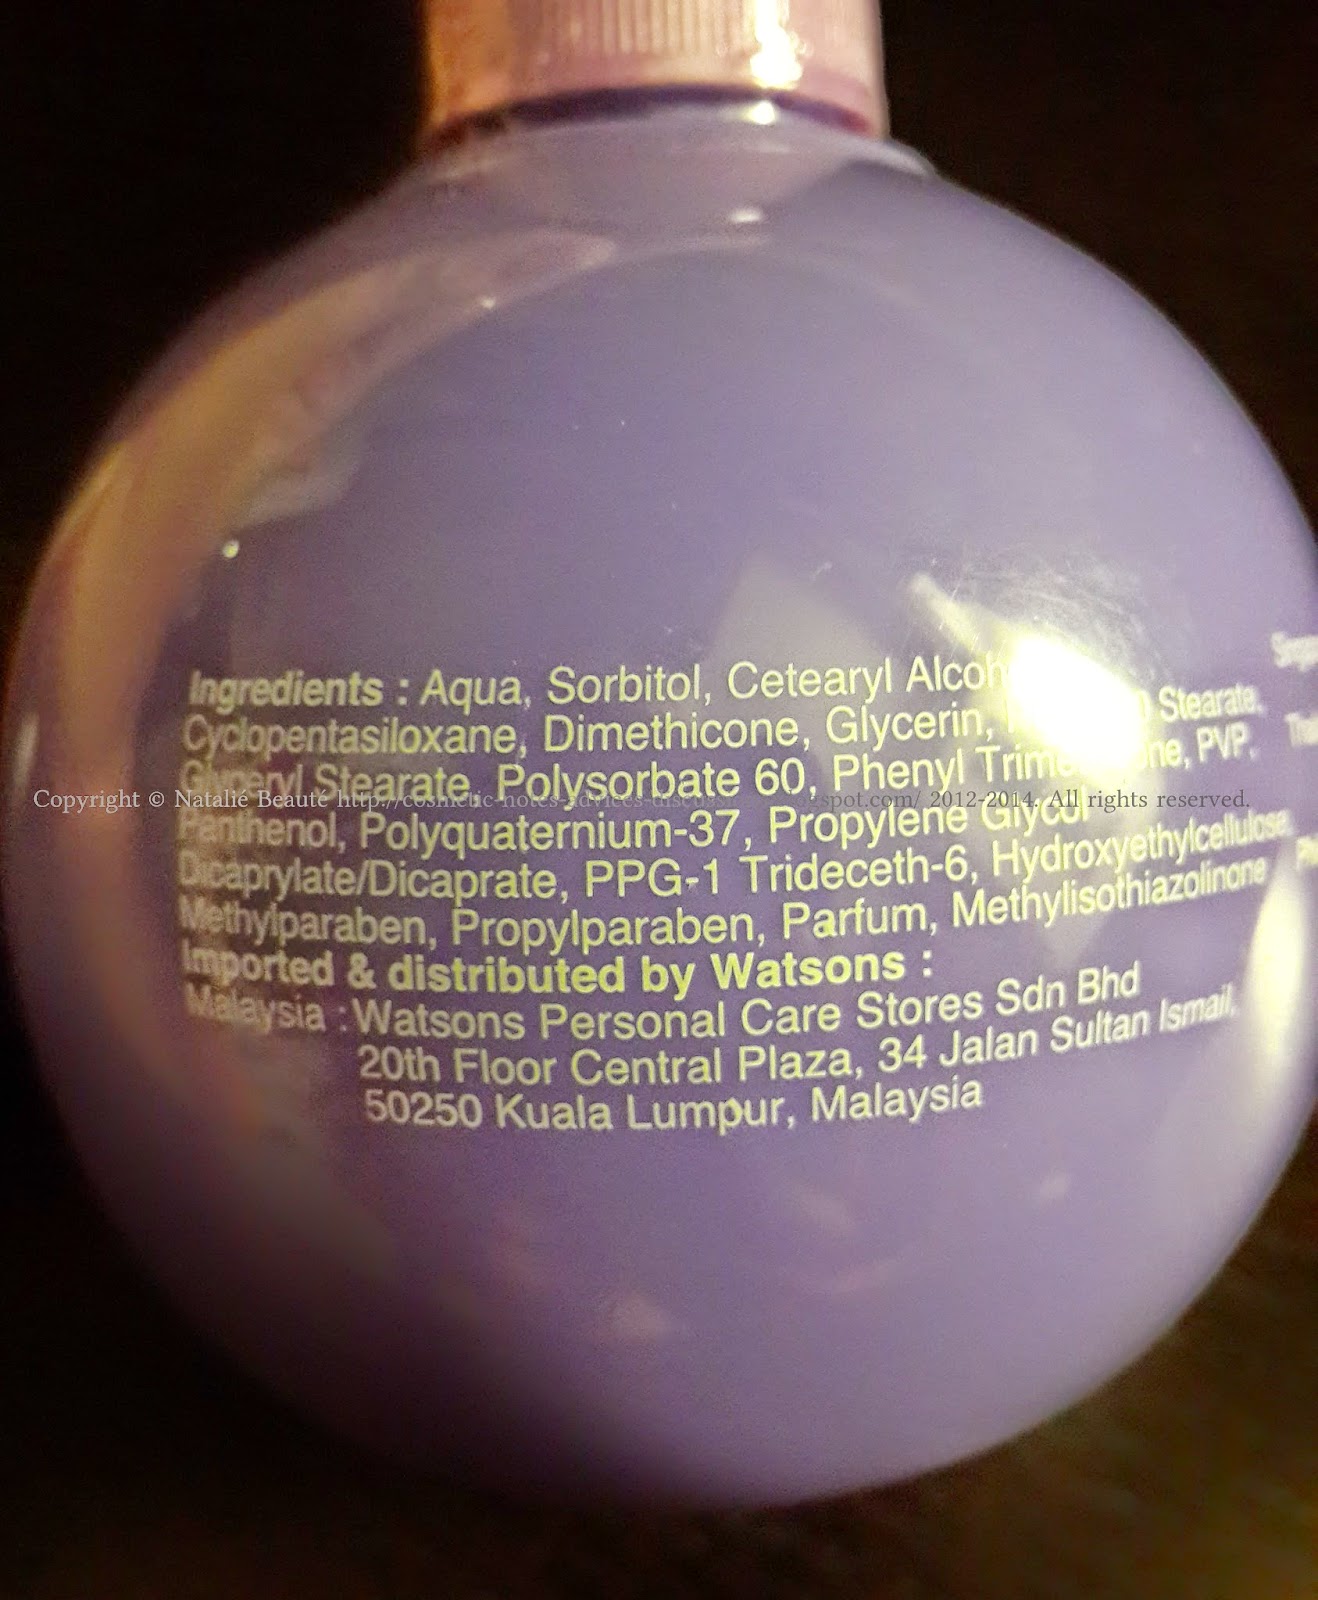 Ingredients : Aqua, Sorbitol, Cetearyl Alcoh
Cyclopentasiloxane, Dimethicone, Glycerin, Stearate,
Glyceryl Stearate, Polysorbate 60, Phenyl PVP,
Copyright © Natalié Beauté 2012-2014. All rights reserved.
Panthenol, Polyquaternium-37, Propylene Glycol
Dicaprylate/Dicaprate, PPG-1 Trideceth-6, Hydroxyethylcellulose,
Methylparaben, Propylparaben, Parfum, Methylisothiazolinone
Imported & distributed by Watsons :
Malaysia : Watsons Personal Care Stores Sdn Bhd
20th Floor Central Plaza, 34 Jalan Sultan Ismail,
50250 Kuala Lumpur, Malaysia